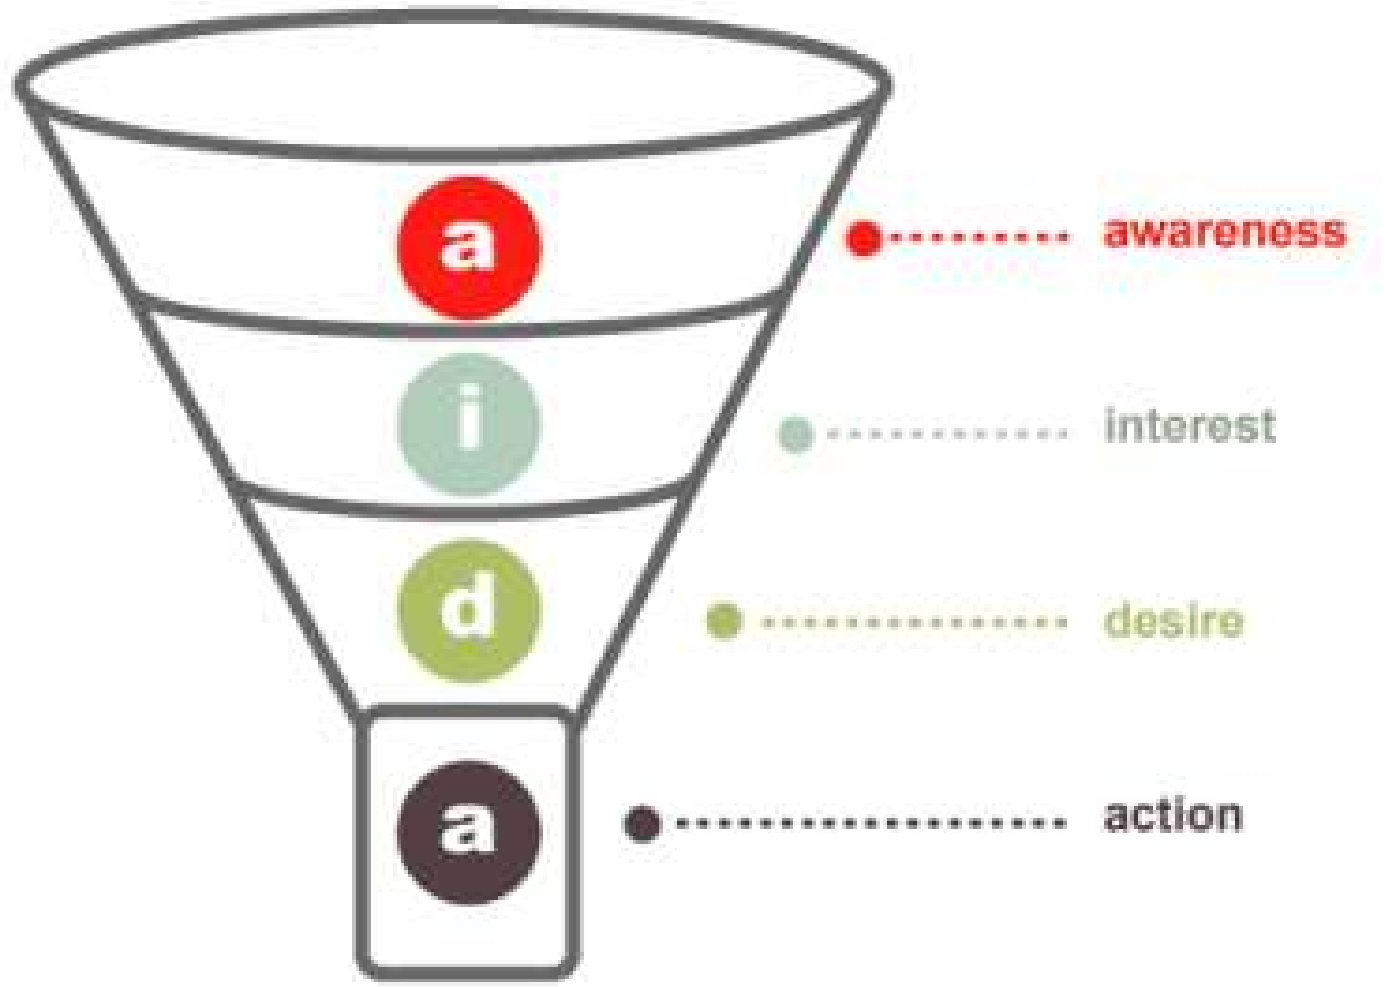 a awareness
i interest
d desire
a action